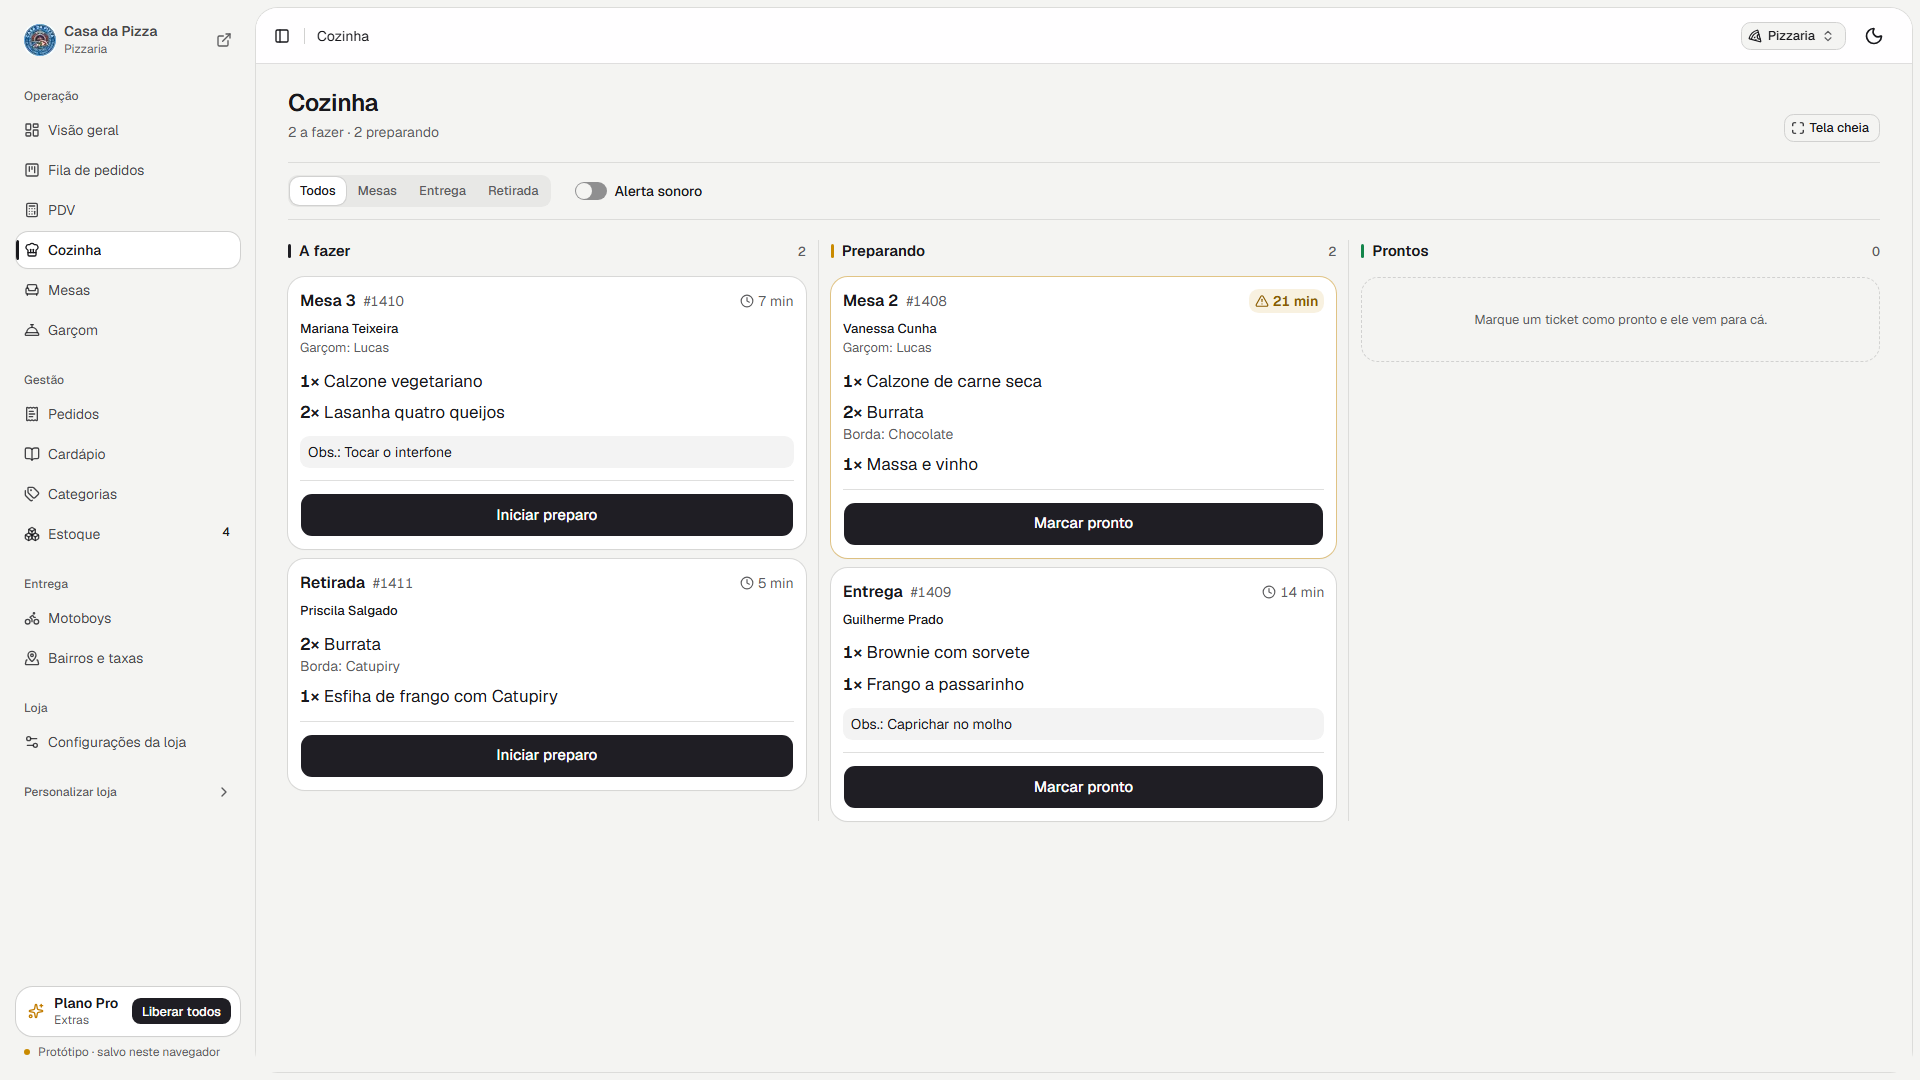 Casa da Pizza
Pizzaria
Operação
Visão geral
Fila de pedidos
PDV
Cozinha
Mesas
Garçom
Gestão
Pedidos
Cardápio
Categorias
Estoque 4
Entrega
Motoboys
Bairros e taxas
Loja
Configurações da loja
Personalizar loja
Plano Pro
Extras
Liberar todos
Protótipo · salvo neste navegador
Cozinha
Pizzaria
Cozinha
2 a fazer · 2 preparando
Tela cheia
Todos Mesas Entrega Retirada Alerta sonoro
A fazer 2
Mesa 3 #1410 7 min
Mariana Teixeira
Garçom: Lucas
1× Calzone vegetariano
2× Lasanha quatro queijos
Obs.: Tocar o interfone
Iniciar preparo
Retirada #1411 5 min
Priscila Salgado
2× Burrata
Borda: Catupiry
1× Esfiha de frango com Catupiry
Iniciar preparo
Preparando 2
Mesa 2 #1408 21 min
Vanessa Cunha
Garçom: Lucas
1× Calzone de carne seca
2× Burrata
Borda: Chocolate
1× Massa e vinho
Marcar pronto
Entrega #1409 14 min
Guilherme Prado
1× Brownie com sorvete
1× Frango a passarinho
Obs.: Caprichar no molho
Marcar pronto
Prontos 0
Marque um ticket como pronto e ele vem para cá.